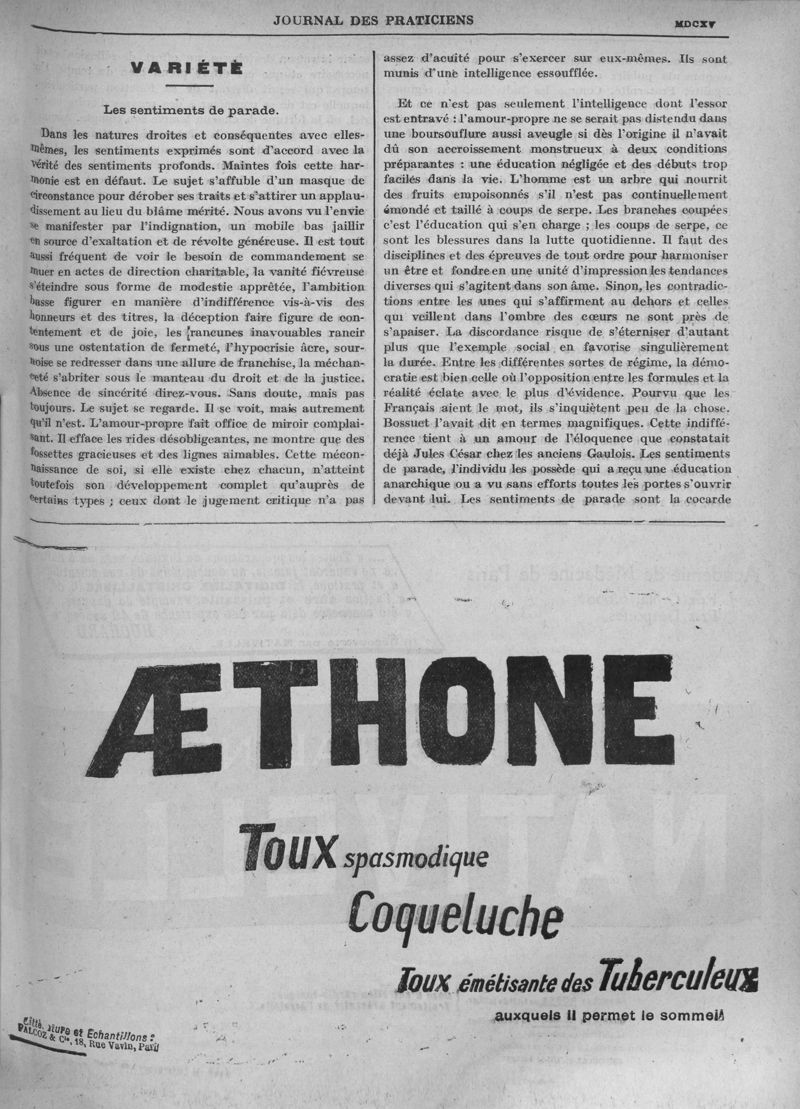 JOURNAL DES PRATICIENS
MDCXV
VARIÉTÉ
Les sentiments de parade.
Dans les natures droites et conséquentes avec elles-
mêmes, les sentiments exprimés sont d'accord avec la
vérité des sentiments profonds. Maintes fois cette har-
monie est en défaut. Le sujet s'affuble d'un masque de
circonstance pour dérober ses traits et s'attirer un applau-
dissement au lieu du blâme mérité. Nous avons vu l'envie
se manifester par l'indignation, un mobile bas jaillir
en source d'exaltation et de révolte généreuse. Il est tout
aussi fréquent de voir le besoin de commandement se
muer en actes de direction charitable, la vanité fiévreuse
s'éteindre sous forme de modestie apprêtée, l'ambition
basse figurer en manière d'indifférence vis-à-vis des
honneurs et des titres, la déception faire figure de con-
tentement et de joie, les rancunes inavouables rancir
sous une ostentation de fermeté, l'hypocrisie âcre, sour-
noise se redresser dans une allure de franchise, la méchan-
ceté s'abriter sous le manteau du droit et de la justice.
Absence de sincérité direz-vous. Sans doute, mais pas
toujours. Le sujet se regarde. Il se voit, mais autrement
qu'il n'est. L'amour-propre fait office de miroir complai-
sant. Il efface les rides désobligeantes, ne montre que des
fossettes gracieuses et des lignes aimables. Cette mécon-
naissance de soi, si elle existe chez chacun, n'atteint
toutefois son développement complet qu'auprès de
certains types ; ceux dont le jugement critique n'a pas
assez d'acuité pour s'exercer sur eux-mêmes. Ils sont
munis d'une intelligence essoufflée.
Et ce n'est pas seulement l'intelligence dont l'essor
est entravé : l'amour-propre ne se serait pas distendu dans
une boursouflure aussi aveugle si dès l'origine il n'avait
dû son accroissement monstrueux à deux conditions
préparantes : une éducation négligée et des débuts trop
faciles dans la vie. L'homme est un arbre qui nourrit
des fruits empoisonnés s'il n'est pas continuellement
émondé et taillé à coups de serpe. Les branches coupées
c'est l'éducation qui s'en charge ; les coups de serpe, ce
sont les blessures dans la lutte quotidienne. Il faut des
disciplines et des épreuves de tout ordre pour harmoniser
un être et fondre en une unité d'impression les tendances
diverses qui s'agitent dans son âme. Sinon, les contradic-
tions entre les unes qui s'affirment au dehors et celles
qui veillent dans l'ombre des cœurs ne sont près de
s'apaiser. La discordance risque de s'éterniser d'autant
plus que l'exemple social en favorise singulièrement
la durée. Entre les différentes sortes de régime, la démo-
cratie est bien celle où l'opposition entre les formules et la
réalité éclate avec le plus d'évidence. Pourvu que les
Français aient le mot, ils s'inquiètent peu de la chose.
Bossuet l'avait dit en termes magnifiques. Cette indiffé-
rence tient à un amour de l'éloquence que constatait
déjà Jules César chez les anciens Gaulois. Les sentiments
de parade, l'individu les possède qui a reçu une éducation
anarchique ou a vu sans efforts toutes les portes s'ouvrir
devant lui. Les sentiments de parade sont la cocarde
ÆTHONE
Toux spasmodique
Coqueluche
Toux émétisante des Tuberculeux
auxquels il permet le sommeil
Littérature et Echantillons :
FALCOZ & Cie, 18, Rue Vavin, Paris